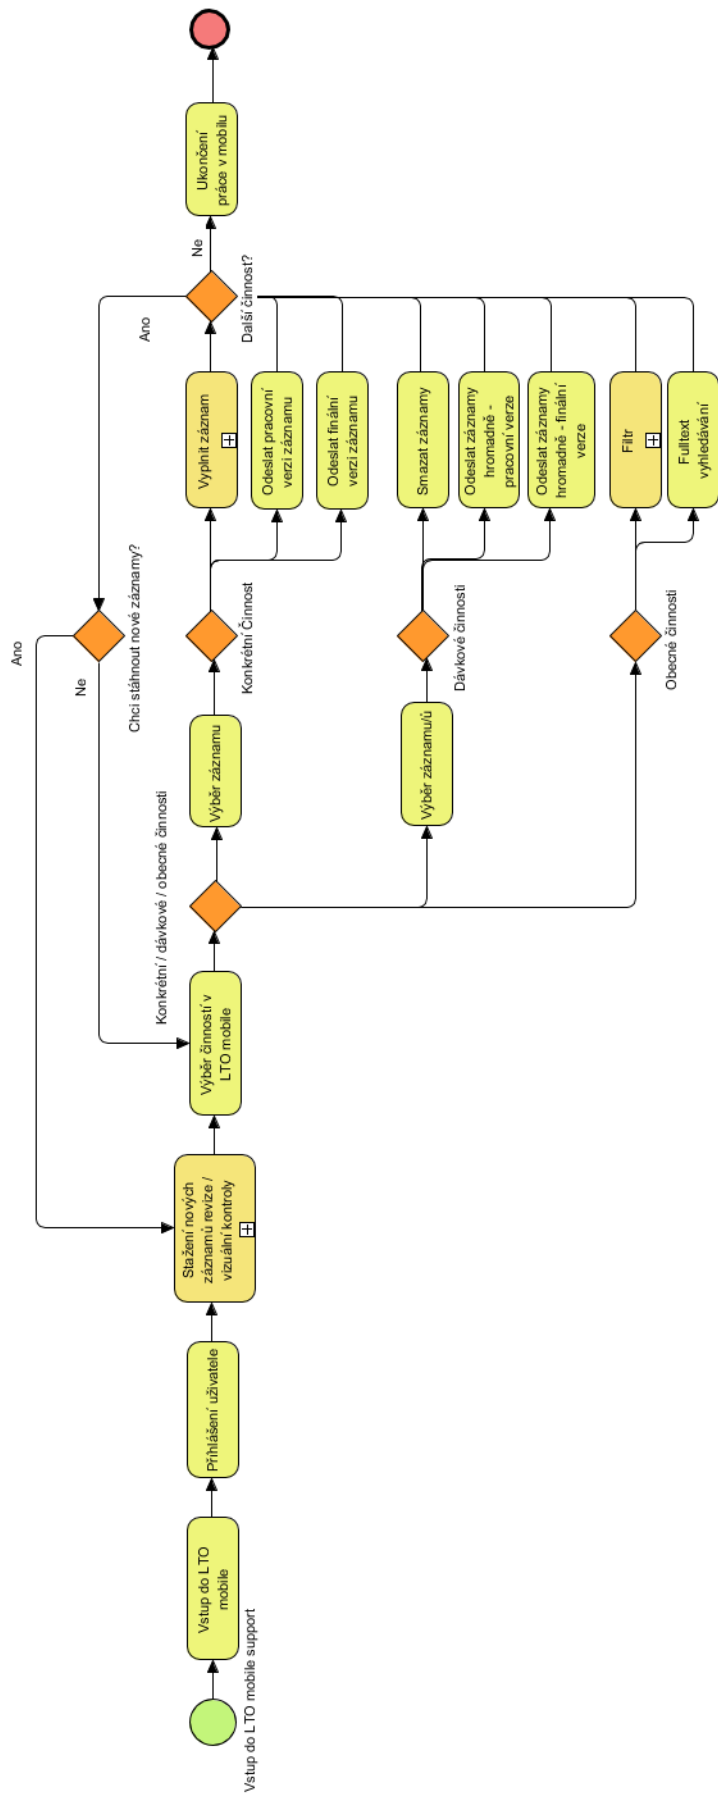 Vstup do LTO mobile support
Vstup do LTO
mobile
Přihlášení uživatele
Stažení nových
záznamů revize /
vizuální kontroly
Ano
Ne
Chci stáhnout nové záznamy?
Výběr činností v
LTO mobile
Konkrétní / dávkové / obecné činnosti
Výběr záznamu
Konkrétní Činnost
Vyplnit záznam
Odeslat pracovní
verzi záznamu
Odeslat finální
verzi záznamu
Výběr záznamu/ů
Dávkové činnosti
Smazat záznamy
Odeslat záznamy
hromadně -
pracovní verze
Odeslat záznamy
hromadně - finální
verze
Obecné činnosti
Filtr
Fulltext
vyhledávání
Ano
Další činnost?
Ne
Ukončení
práce v mobilu